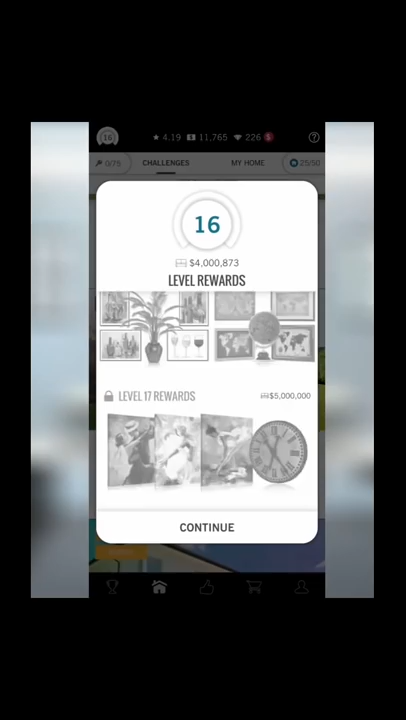 16
4.19
11,765
226
0/75
CHALLENGES
MY HOME
25/50
16
$4,000,873
LEVEL REWARDS
LEVEL 17 REWARDS
$5,000,000
CONTINUE